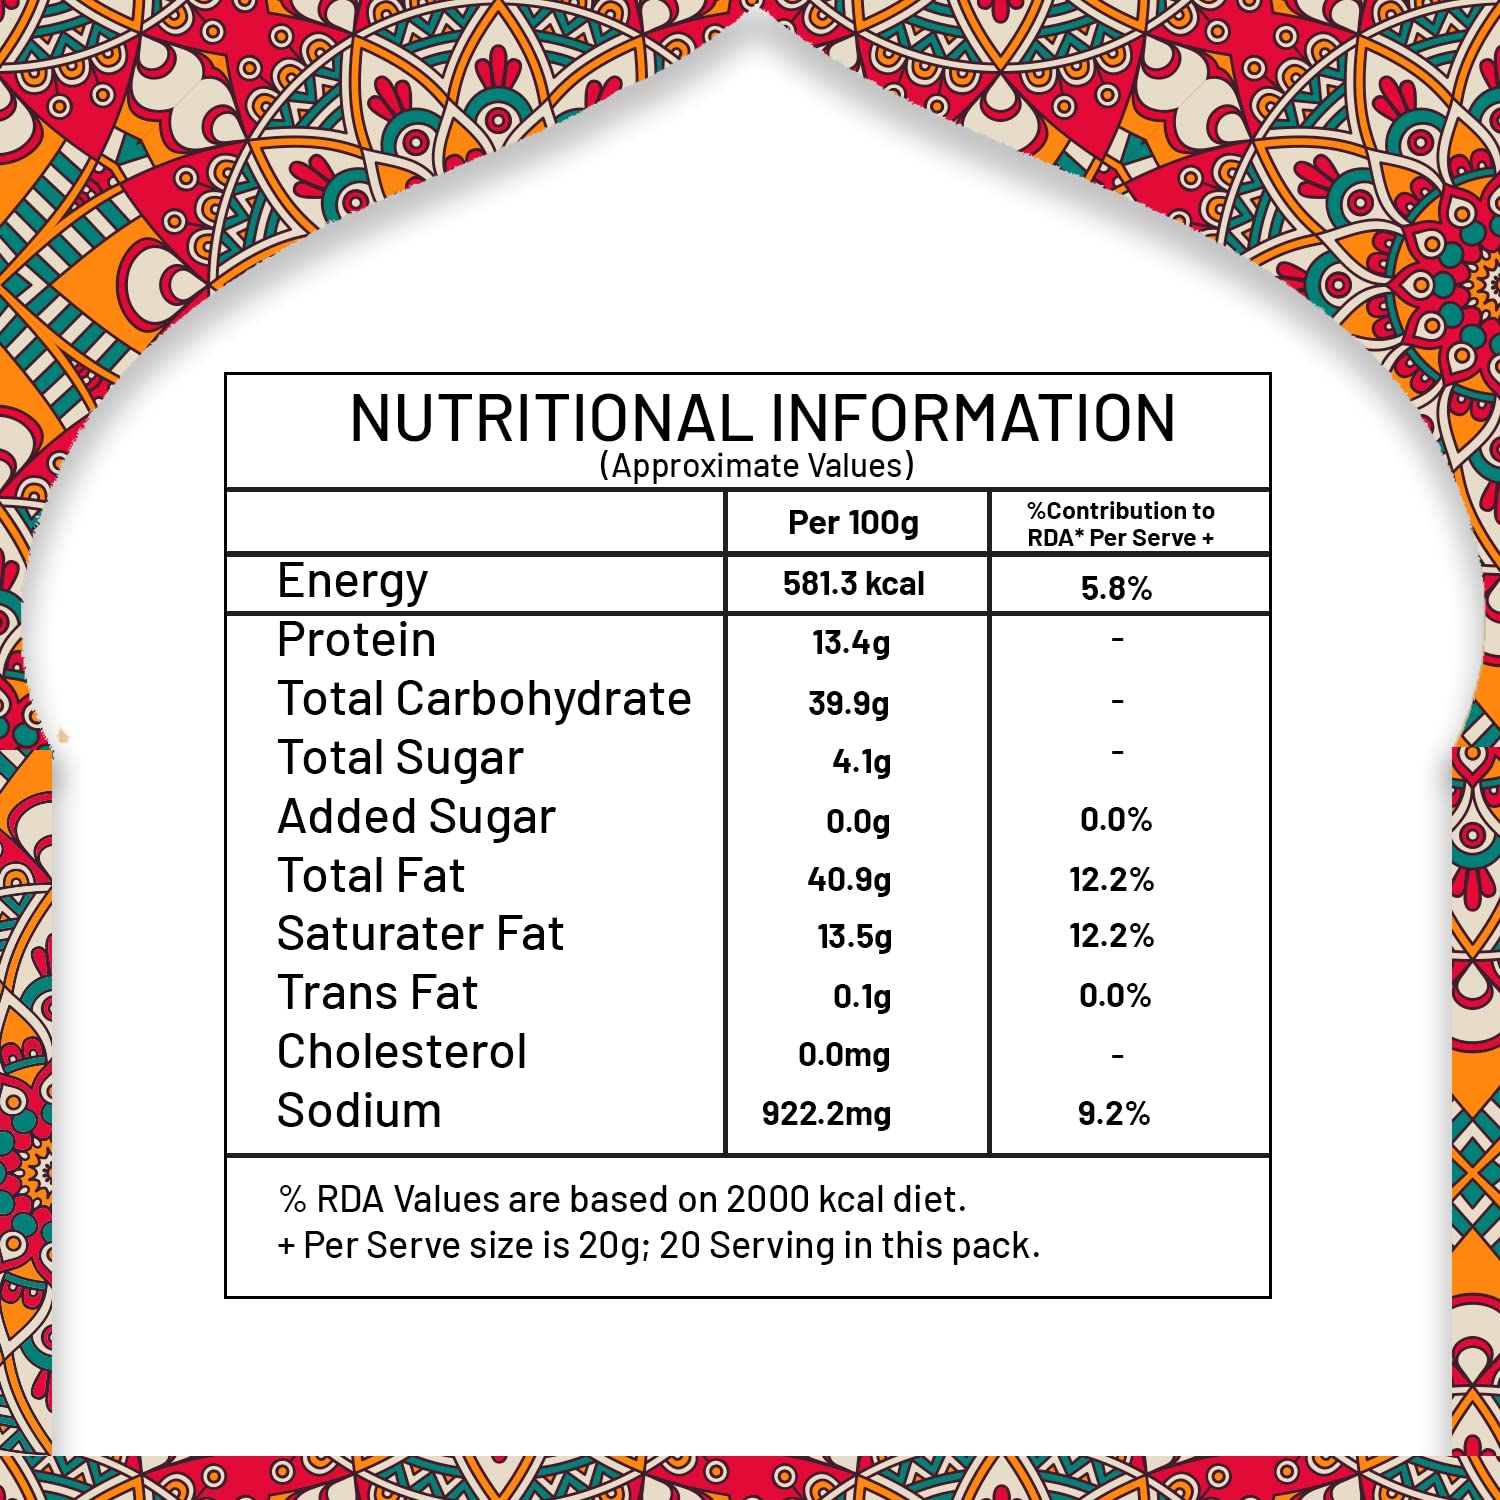 NUTRITIONAL INFORMATION
(Approximate Values)
Per 100g %Contribution to
RDA* Per Serve +
Energy 581.3 kcal 5.8%
Protein 13.4g -
Total Carbohydrate 39.9g -
Total Sugar 4.1g -
Added Sugar 0.0g 0.0%
Total Fat 40.9g 12.2%
Saturater Fat 13.5g 12.2%
Trans Fat 0.1g 0.0%
Cholesterol 0.0mg -
Sodium 922.2mg 9.2%
% RDA Values are based on 2000 kcal diet.
+ Per Serve size is 20g; 20 Serving in this pack.